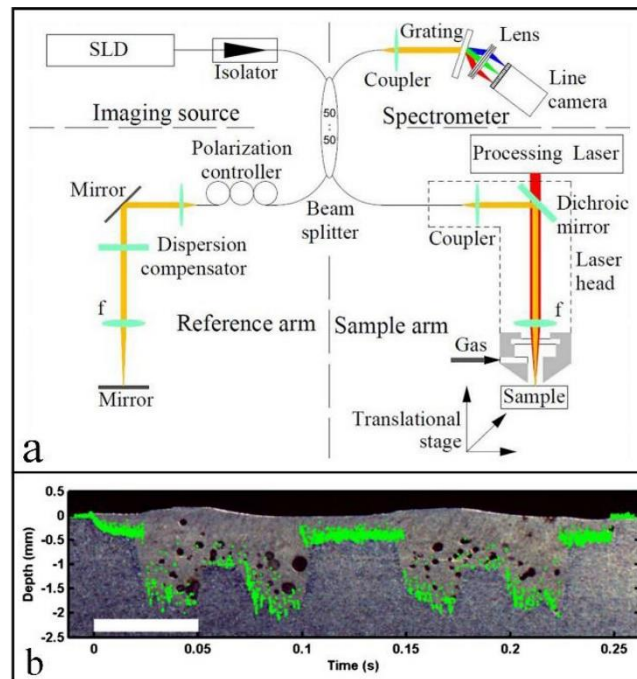 SLD
Isolator
Grating
Lens
Coupler
Line
camera
Imaging source
50
50
Spectrometer
Polarization
controller
Processing Laser
Mirror
Beam
splitter
Coupler
Dichroic
mirror
Dispersion
compensator
Laser
head
f
Reference arm
Sample arm
f
Gas
Mirror
Sample
Translational
stage
a
0.5
0
-0.5
-1
-1.5
-2
-2.5
Depth (mm)
0
0.05
0.1
0.15
0.2
0.25
Time (s)
b